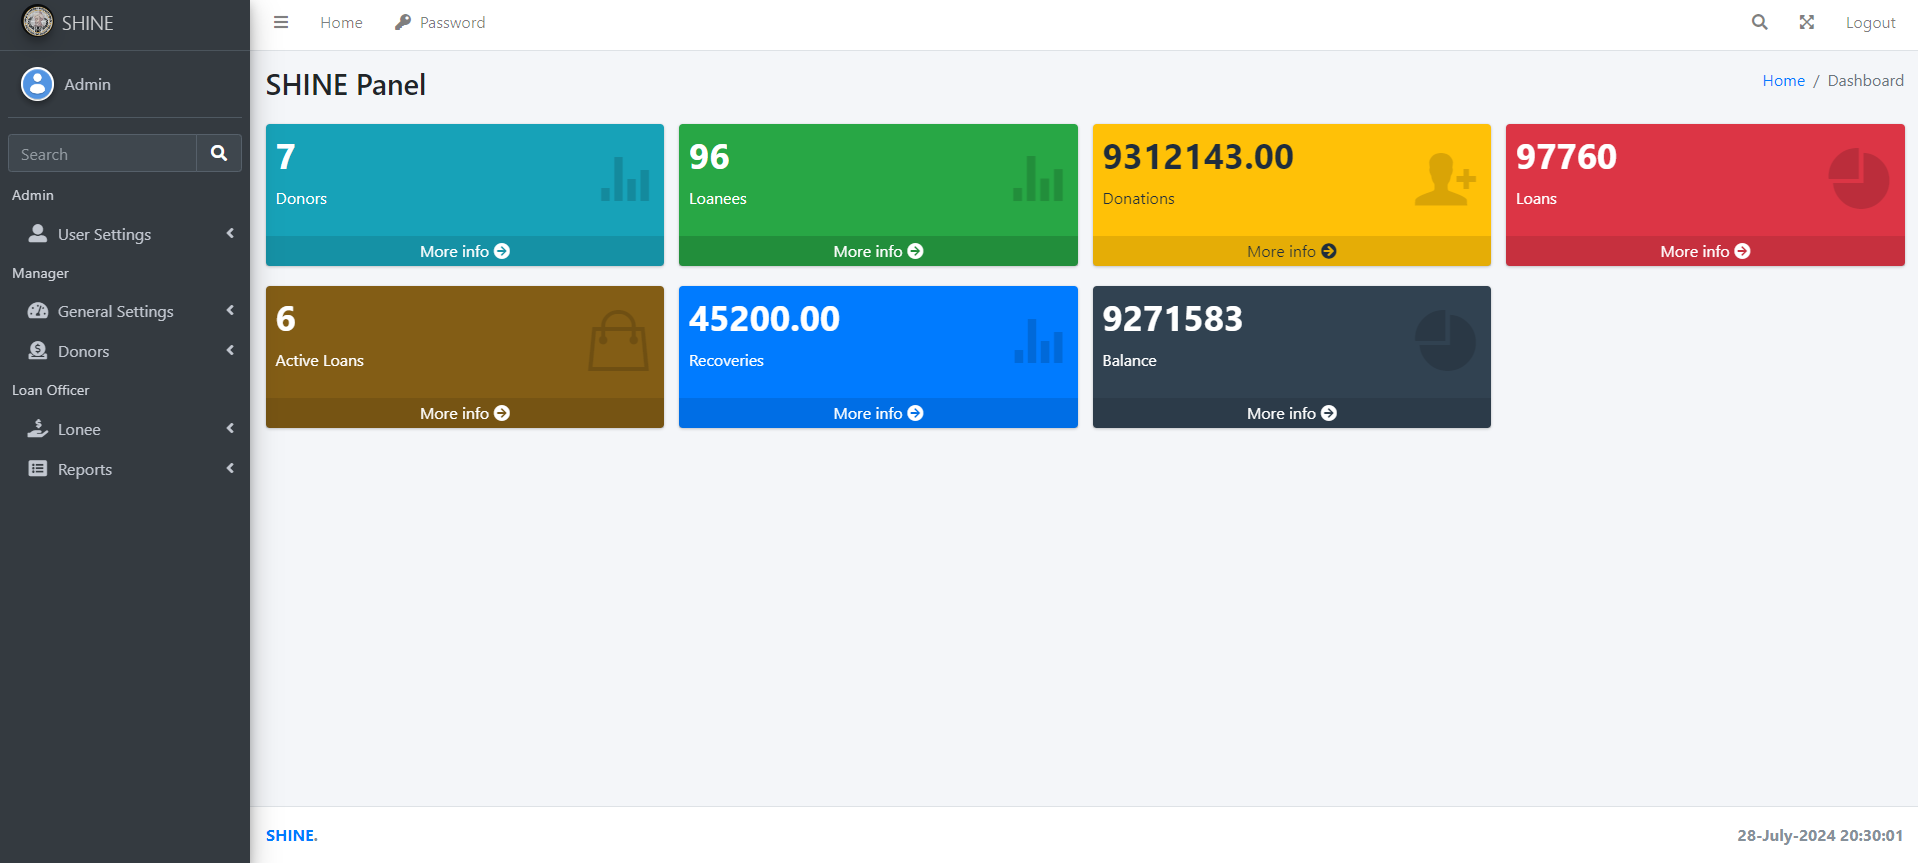 SHINE
Home
Password
Logout
Admin
Search
Admin
User Settings
Manager
General Settings
Donors
Loan Officer
Lonee
Reports
SHINE Panel
Home / Dashboard
7
Donors
More info
96
Loanees
More info
9312143.00
Donations
More info
97760
Loans
More info
6
Active Loans
More info
45200.00
Recoveries
More info
9271583
Balance
More info
SHINE.
28-July-2024 20:30:01